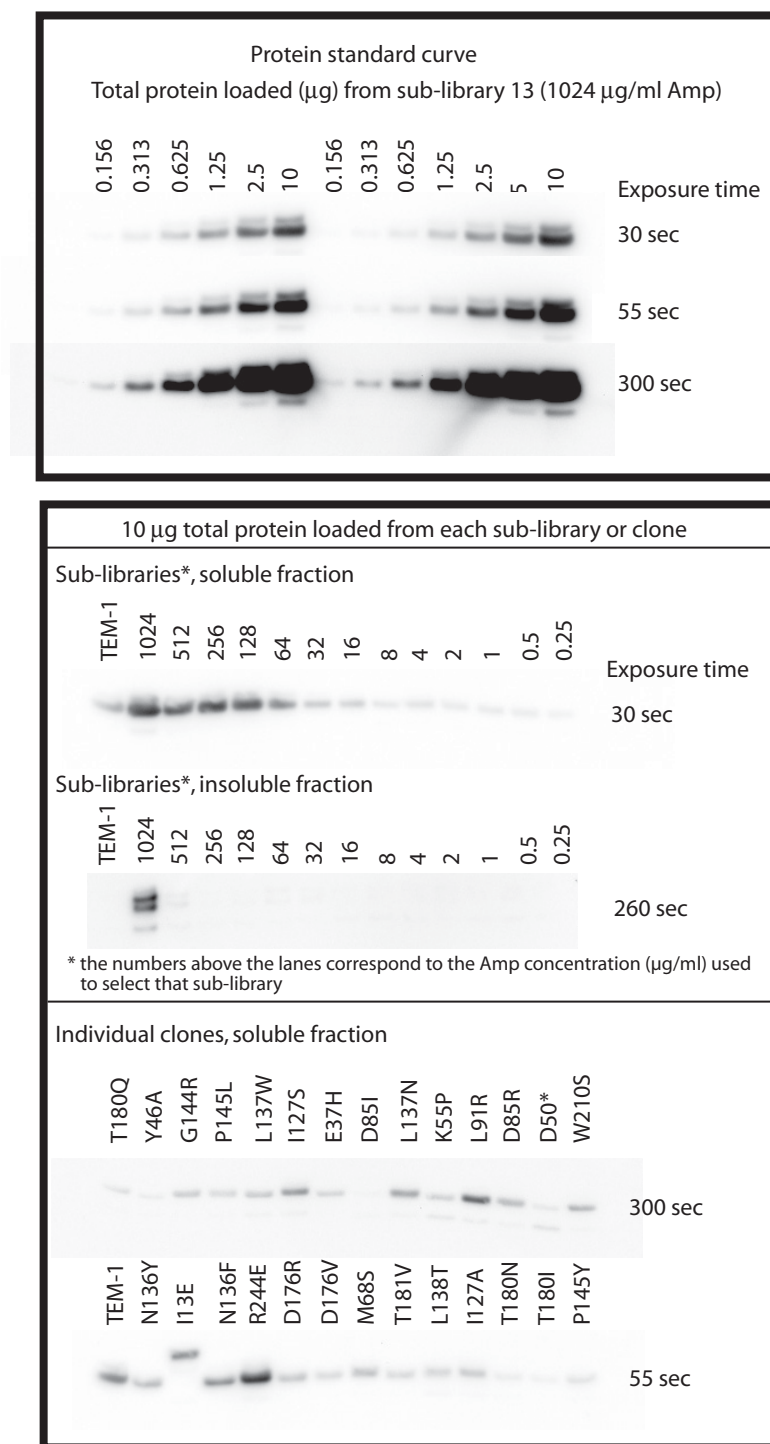 Protein standard curve
Total protein loaded (μg) from sub-library 13 (1024 μg/ml Amp)
0.156 0.313 0.625 1.25 2.5 10 0.156 0.313 0.625 1.25 2.5 5 10
Exposure time
30 sec
55 sec
300 sec
10 μg total protein loaded from each sub-library or clone
Sub-libraries*, soluble fraction
TEM-1 1024 512 256 128 64 32 16 8 4 2 1 0.5 0.25
Exposure time
30 sec
Sub-libraries*, insoluble fraction
TEM-1 1024 512 256 128 64 32 16 8 4 2 1 0.5 0.25
260 sec
* the numbers above the lanes correspond to the Amp concentration (μg/ml) used
to select that sub-library
Individual clones, soluble fraction
T180Q Y46A G144R P145L L137W I127S E37H D85I L137N K55P L91R D85R D50* W210S
300 sec
TEM-1 N136Y I13E N136F R244E D176R D176V M68S T181V L138T I127A T180N T180I P145Y
55 sec